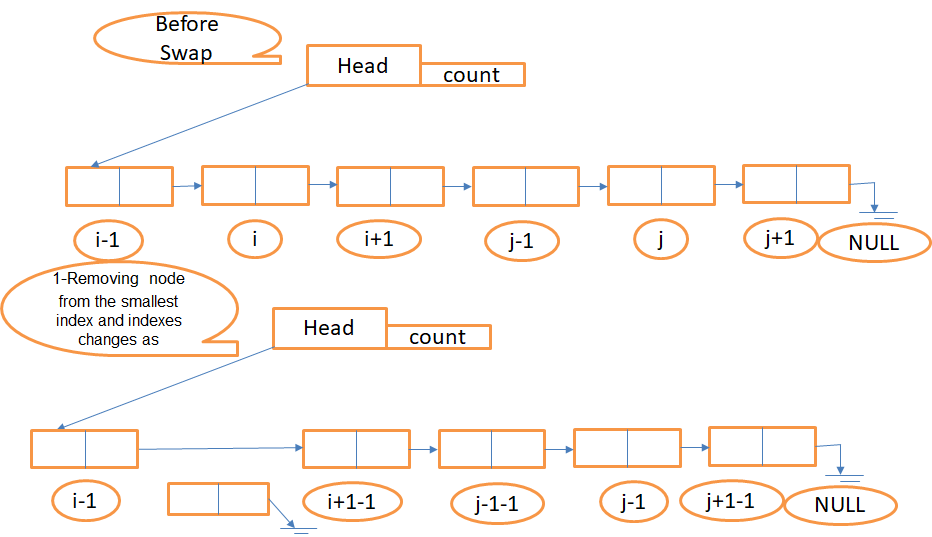 Before
Swap
Head
count
i-1
i
i+1
j-1
j
j+1
NULL
1-Removing node
from the smallest
index and indexes
changes as
Head
count
i-1
i+1-1
j-1-1
j-1
j+1-1
NULL